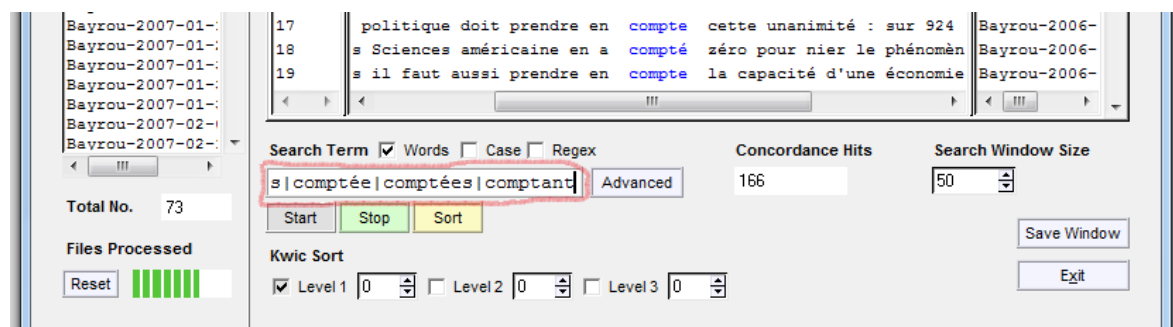 Bayrou-2007-01-
Bayrou-2007-01-
Bayrou-2007-01-
Bayrou-2007-01-
Bayrou-2007-01-
Bayrou-2007-02-
Bayrou-2007-02-
Total No. 73
Files Processed
Reset
17 politique doit prendre en compte cette unanimité : sur 924 Bayrou-2006-
18 s Sciences américaine en a compté zéro pour nier le phénomèn Bayrou-2006-
19 s il faut aussi prendre en compte la capacité d'une économie Bayrou-2006-
Search Term Words Case Regex Concordance Hits Search Window Size
s|comptée|comptées|comptant Advanced 166 50
Start Stop Sort
Save Window
Kwic Sort
Level 1 0 Level 2 0 Level 3 0
Exit